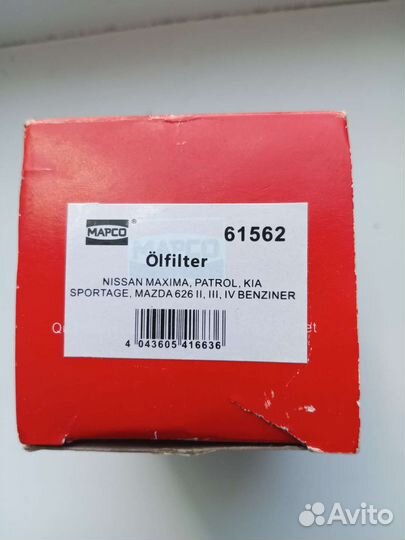 MAPCO
®
61562
Ölfilter
NISSAN MAXIMA, PATROL, KIA
SPORTAGE, MAZDA 626 II, III, IV BENZINER
4 043605 416636
Avito